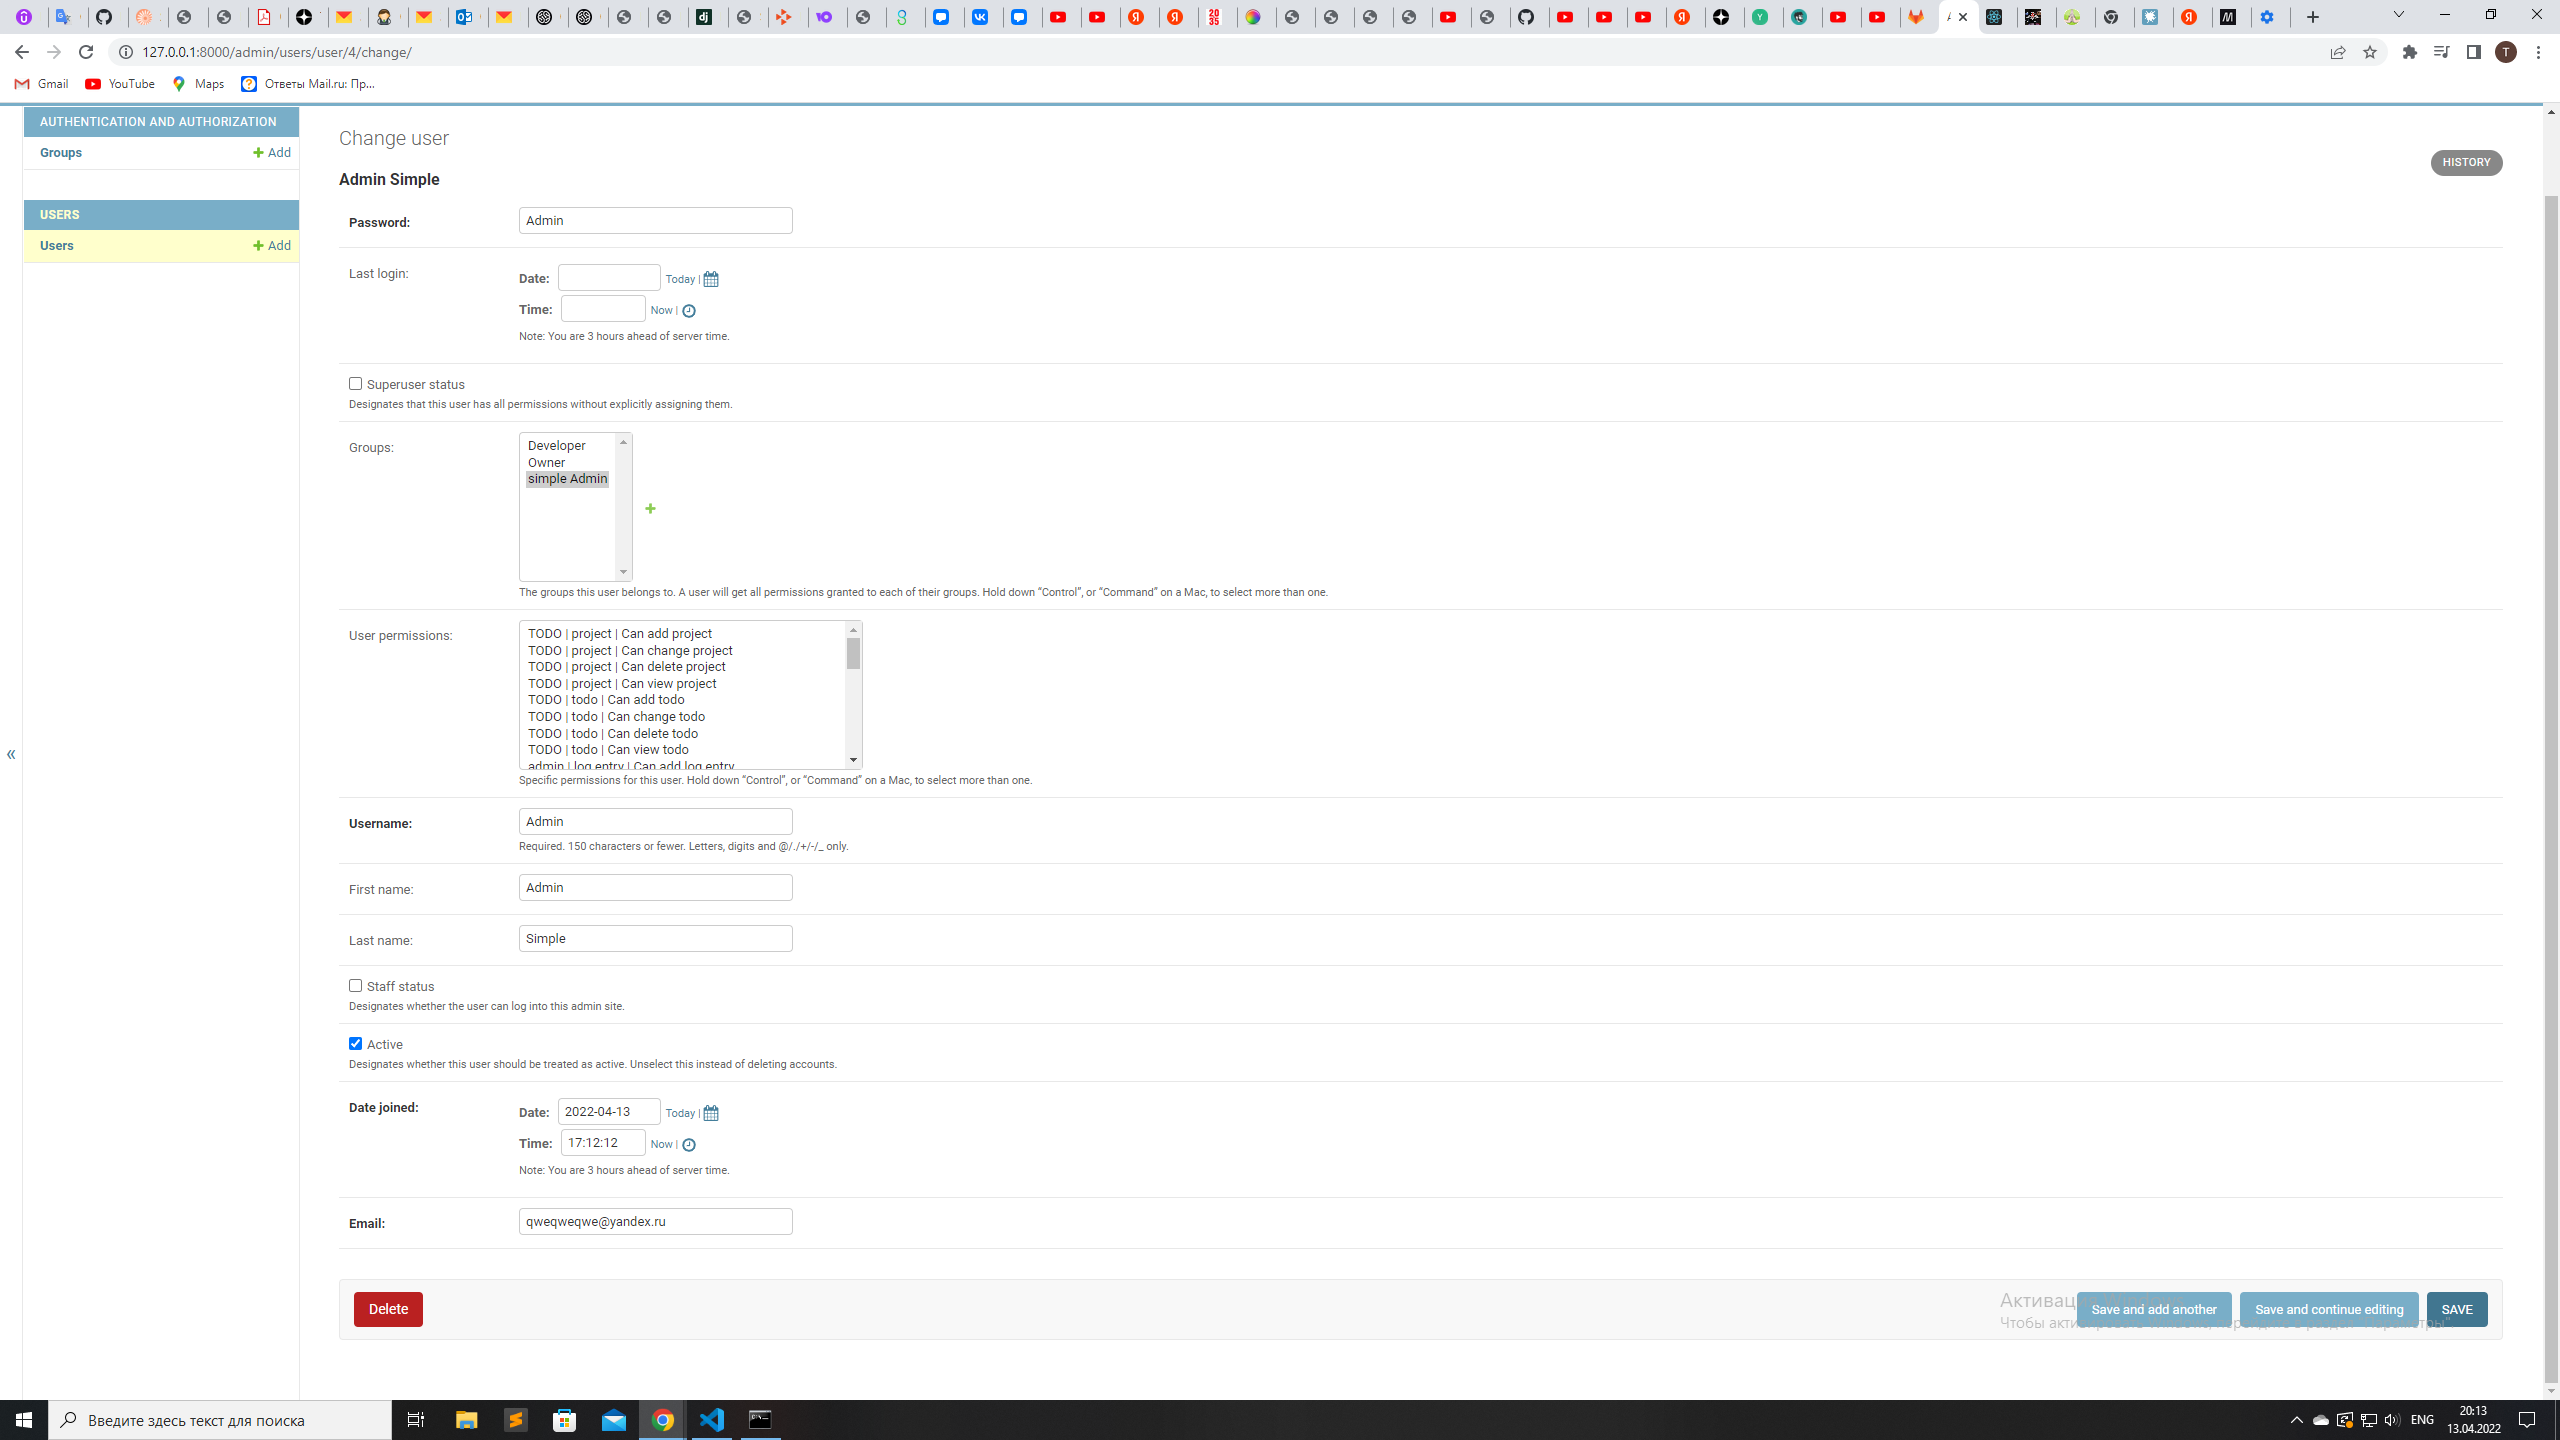 127.0.0.1:8000/admin/users/user/4/change/
T
Gmail YouTube Maps Ответы Mail.ru: Пр...
AUTHENTICATION AND AUTHORIZATION
Groups Add
USERS
Users Add
«
Change user
HISTORY
Admin Simple
Password: Admin
Last login: Date: Today |
Time: Now |
Note: You are 3 hours ahead of server time.
Superuser status
Designates that this user has all permissions without explicitly assigning them.
Groups: Developer
Owner
simple Admin
The groups this user belongs to. A user will get all permissions granted to each of their groups. Hold down “Control”, or “Command” on a Mac, to select more than one.
User permissions: TODO | project | Can add project
TODO | project | Can change project
TODO | project | Can delete project
TODO | project | Can view project
TODO | todo | Can add todo
TODO | todo | Can change todo
TODO | todo | Can delete todo
TODO | todo | Can view todo
admin | log entry | Can add log entry
Specific permissions for this user. Hold down “Control”, or “Command” on a Mac, to select more than one.
Username: Admin
Required. 150 characters or fewer. Letters, digits and @/./+/-/_ only.
First name: Admin
Last name: Simple
Staff status
Designates whether the user can log into this admin site.
Active
Designates whether this user should be treated as active. Unselect this instead of deleting accounts.
Date joined: Date: 2022-04-13 Today |
Time: 17:12:12 Now |
Note: You are 3 hours ahead of server time.
Email: qweqweqwe@yandex.ru
Delete Save and add another Save and continue editing SAVE
Введите здесь текст для поиска
ENG
20:13
13.04.2022